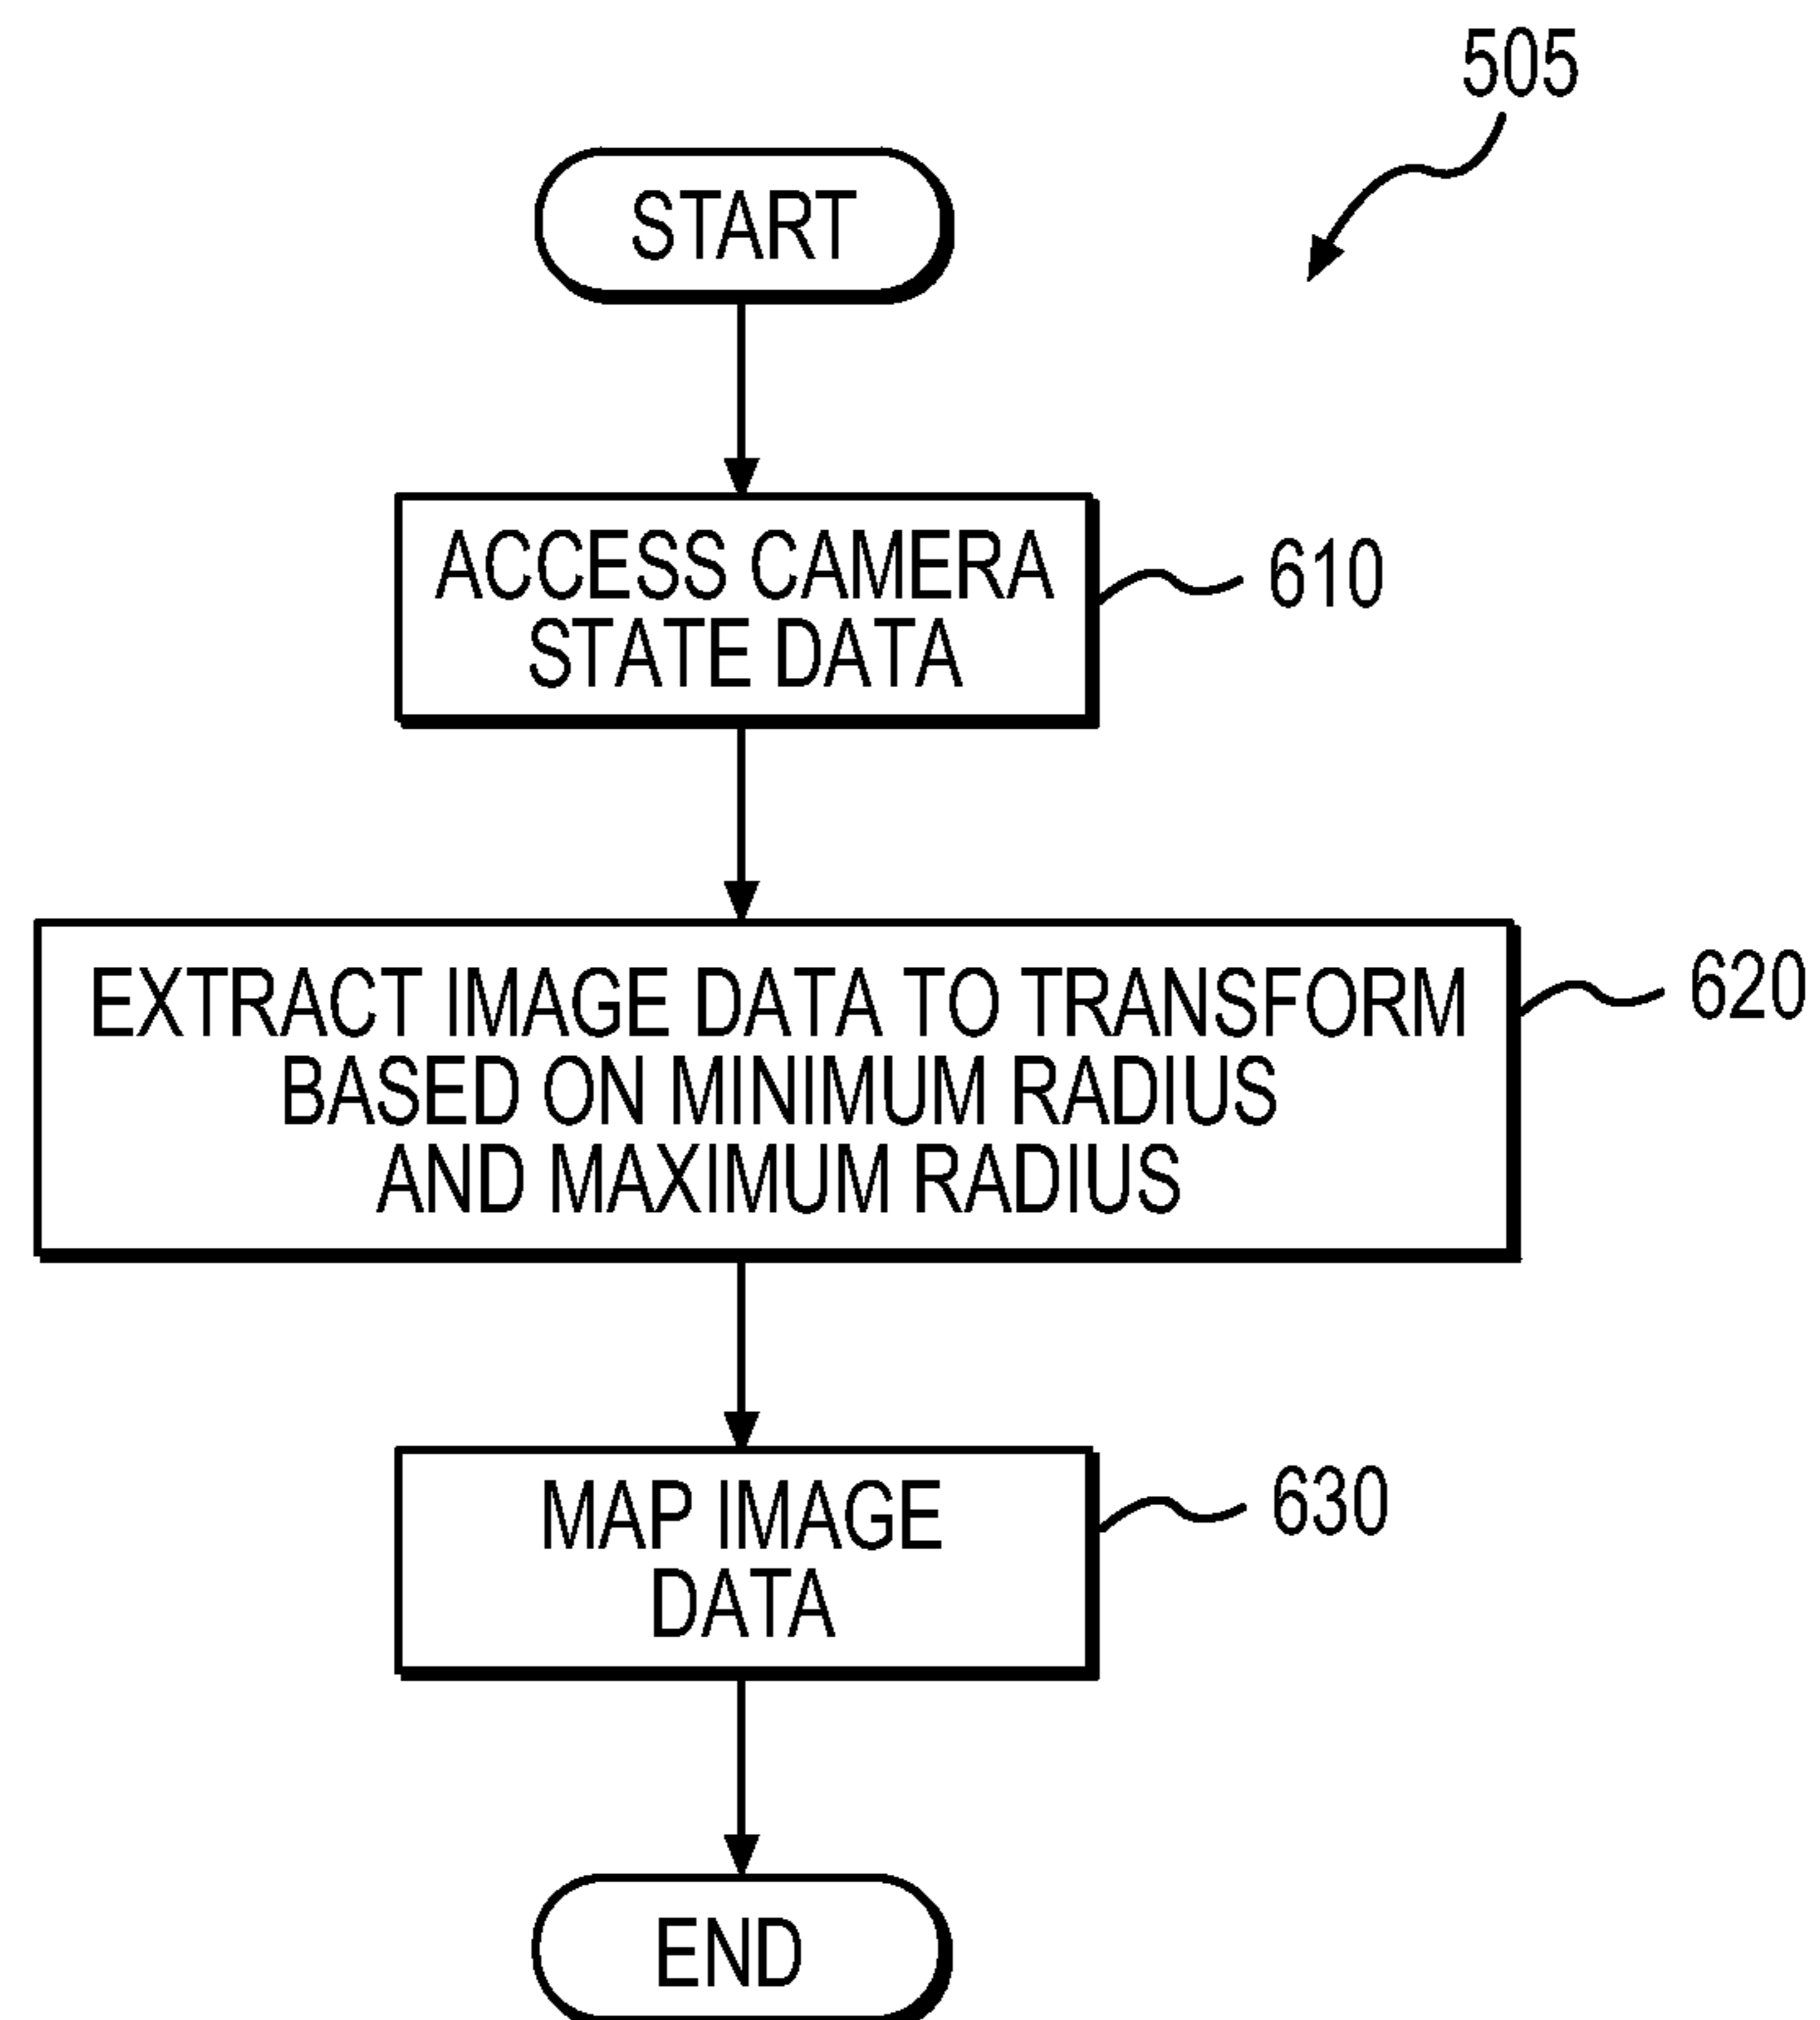 505
START
ACCESS CAMERA
STATE DATA
610
EXTRACT IMAGE DATA TO TRANSFORM
BASED ON MINIMUM RADIUS
AND MAXIMUM RADIUS
620
MAP IMAGE
DATA
630
END